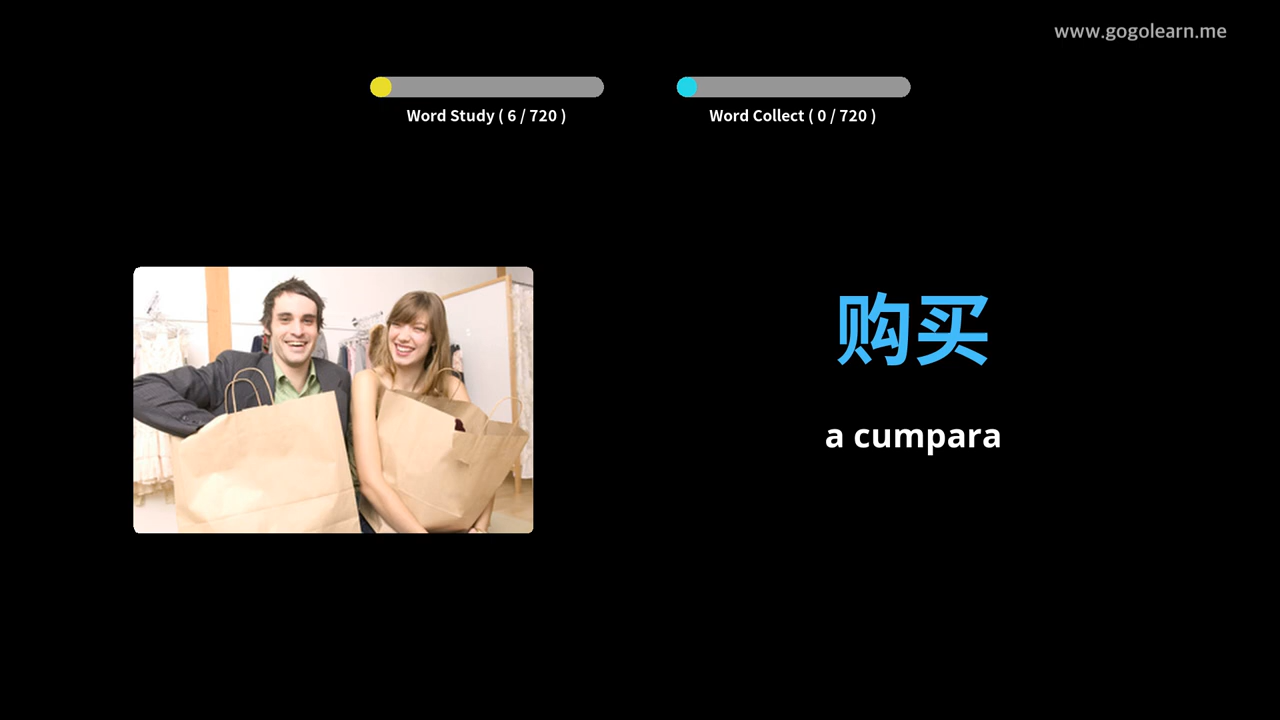 www.gogolearn.me
Word Study ( 6 / 720 )
Word Collect ( 0 / 720 )
购买
a cumpara